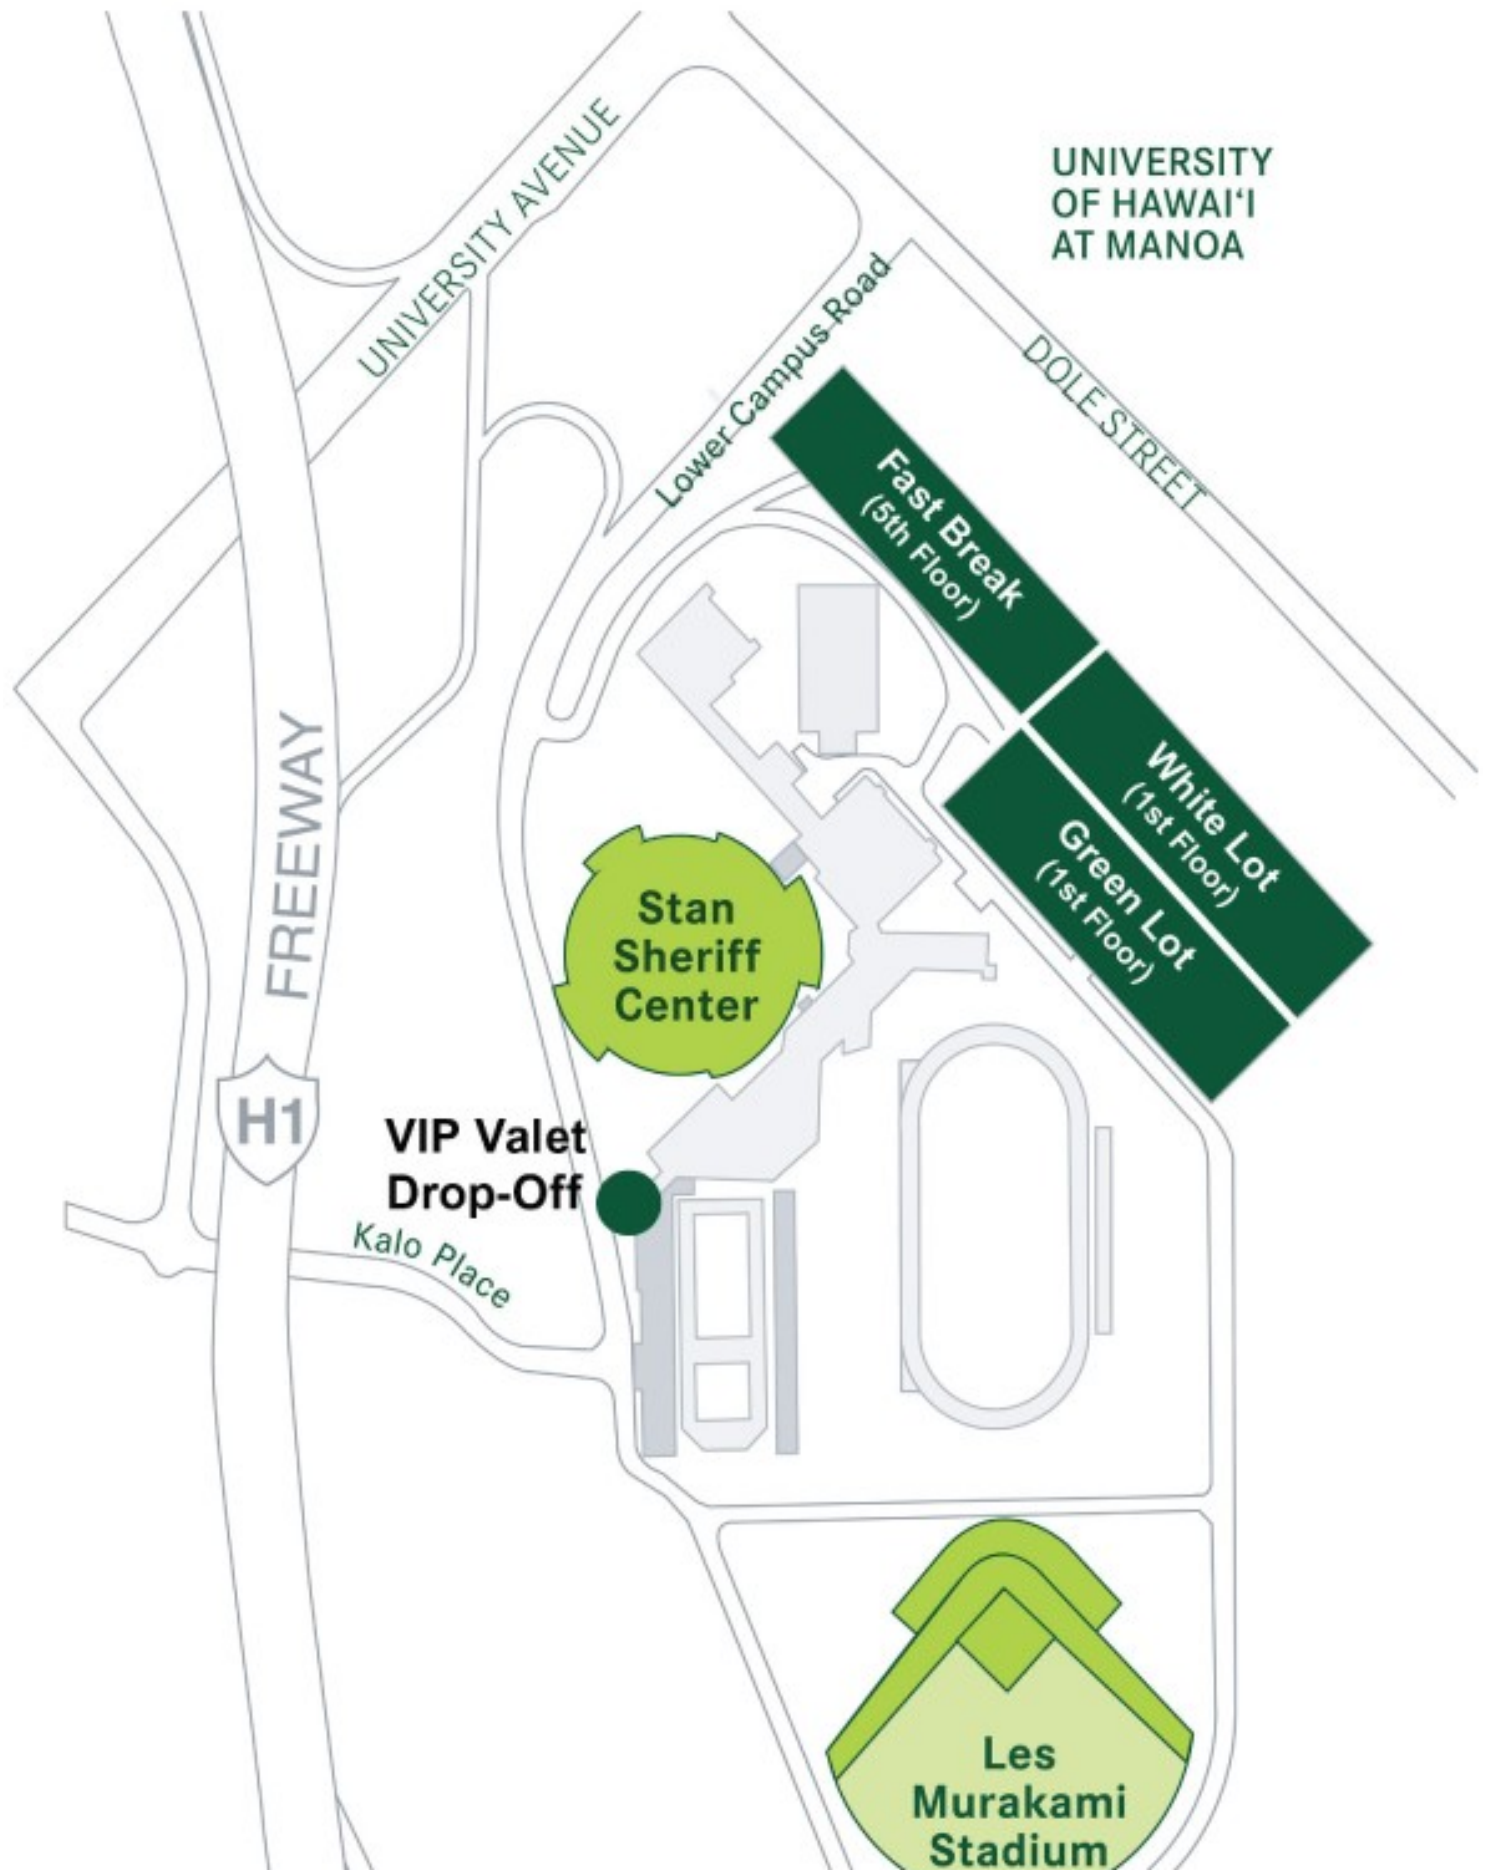 UNIVERSITY
OF HAWAI‘I
AT MANOA
UNIVERSITY AVENUE
Lower Campus Road
DOLE STREET
Fast Break
(5th Floor)
White Lot
(1st Floor)
Green Lot
(1st Floor)
FREEWAY
H1
Stan
Sheriff
Center
VIP Valet
Drop-Off
Kalo Place
Les
Murakami
Stadium